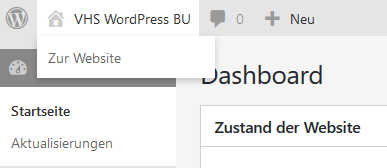 VHS WordPress BU 0 + Neu
Zur Website
Dashboard
Startseite
Zustand der Website
Aktualisierungen